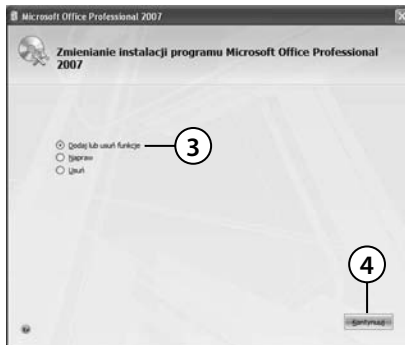 Microsoft Office Professional 2007
Zmienianie instalacji programu Microsoft Office Professional
2007
Dodaj lub usuń funkcje
3
Napraw
Usuń
4
Kontynuuj